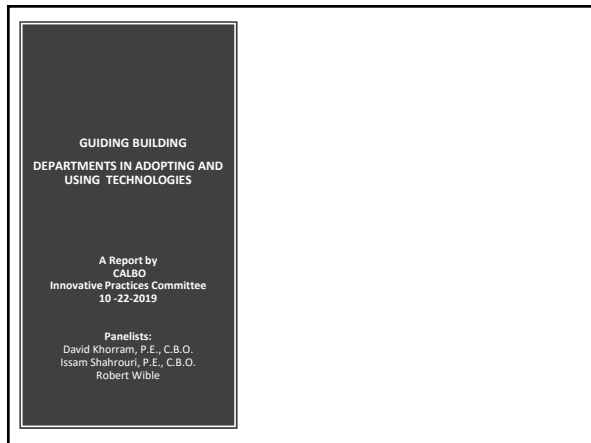 GUIDING BUILDING
DEPARTMENTS IN ADOPTING AND
USING TECHNOLOGIES
A Report by
CALBO
Innovative Practices Committee
10 -22-2019
Panelists:
David Khorram, P.E., C.B.O.
Issam Shahrouri, P.E., C.B.O.
Robert Wible